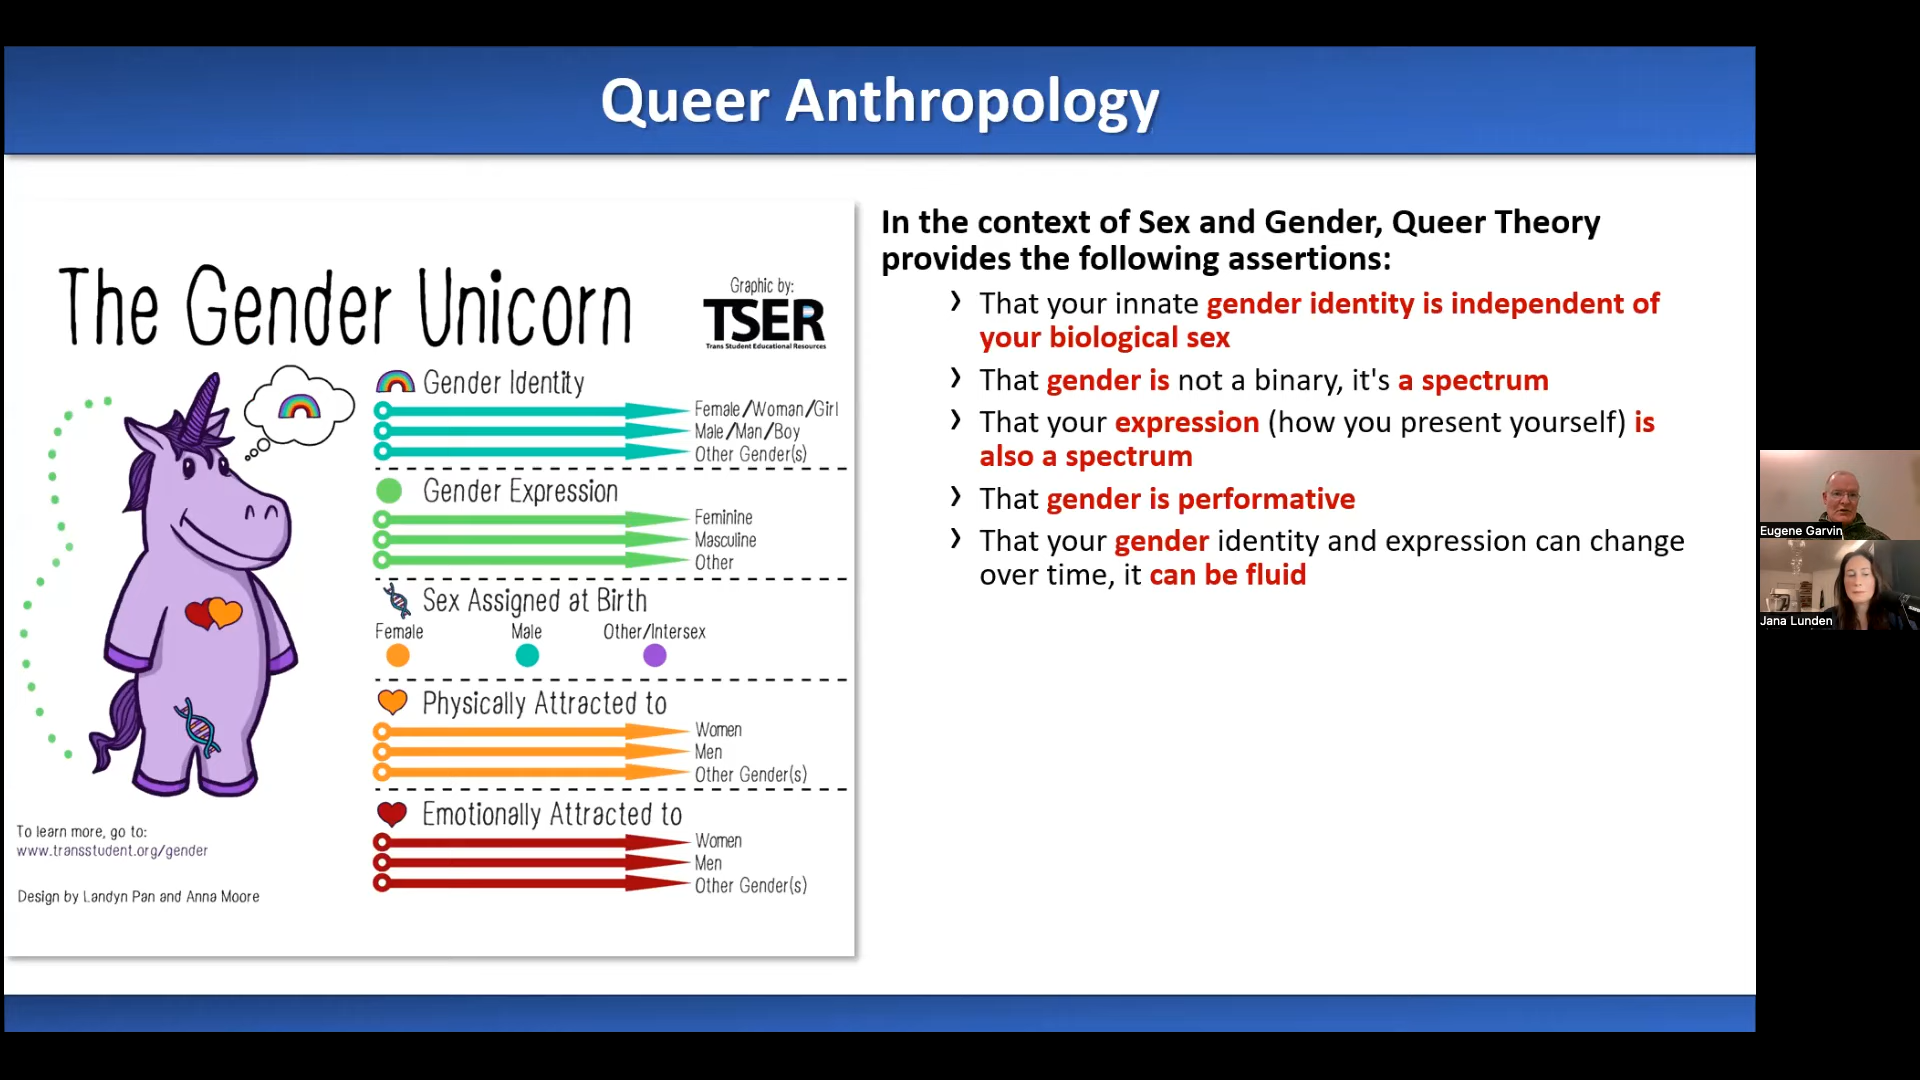 Queer Anthropology
The Gender Unicorn
Graphic by:
TSER
Trans Student Educational Resources
Gender Identity
Female/Woman/Girl
Male/Man/Boy
Other Gender(s)
Gender Expression
Feminine
Masculine
Other
Sex Assigned at Birth
Female Male Other/Intersex
Physically Attracted to
Women
Men
Other Gender(s)
Emotionally Attracted to
Women
Men
Other Gender(s)
To learn more, go to:
www.transstudent.org/gender
Design by Landyn Pan and Anna Moore
In the context of Sex and Gender, Queer Theory
provides the following assertions:
› That your innate gender identity is independent of
your biological sex
› That gender is not a binary, it's a spectrum
› That your expression (how you present yourself) is
also a spectrum
› That gender is performative
› That your gender identity and expression can change
over time, it can be fluid
Eugene Garvin
Jana Lunden